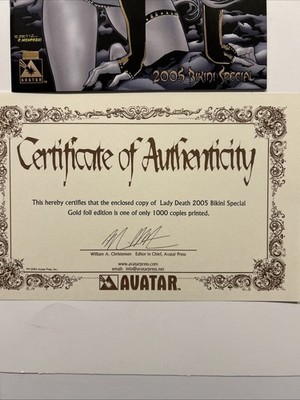 AVATAR
2005 Bikini Special
Certificate of Authenticity
This hereby certifies that the enclosed copy of Lady Death 2005 Bikini Special
Gold foil edition is one of only 1000 copies printed.
William A. Christensen Editor in Chief, Avatar Press
www.avatarpress.com
email: info@avatarpress.net
AVATAR